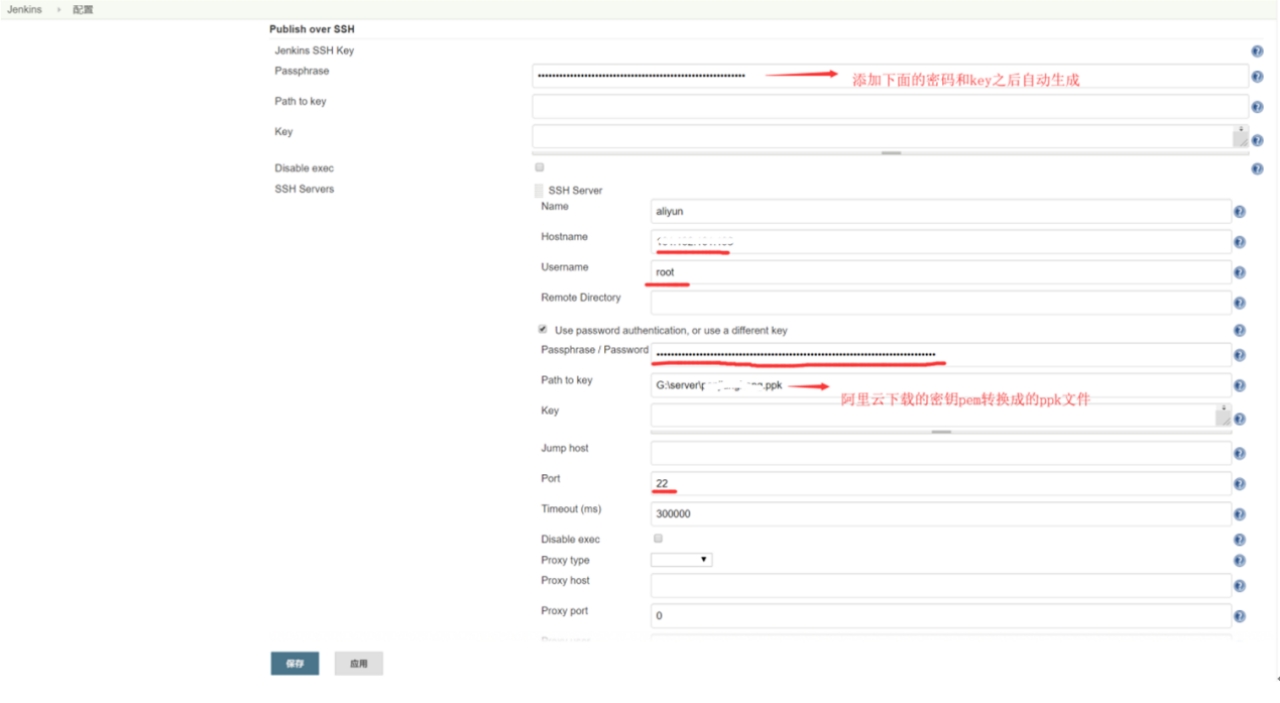 Jenkins › 配置
Publish over SSH
Jenkins SSH Key
Passphrase
添加下面的密码和key之后自动生成
Path to key
Key
Disable exec
SSH Servers
SSH Server
Name aliyun
Hostname
Username root
Remote Directory
Use password authentication, or use a different key
Passphrase / Password
Path to key G:\server\ .ppk
阿里云下载的密钥pem转换成的ppk文件
Key
Jump host
Port 22
Timeout (ms) 300000
Disable exec
Proxy type
Proxy host
Proxy port 0
保存 应用